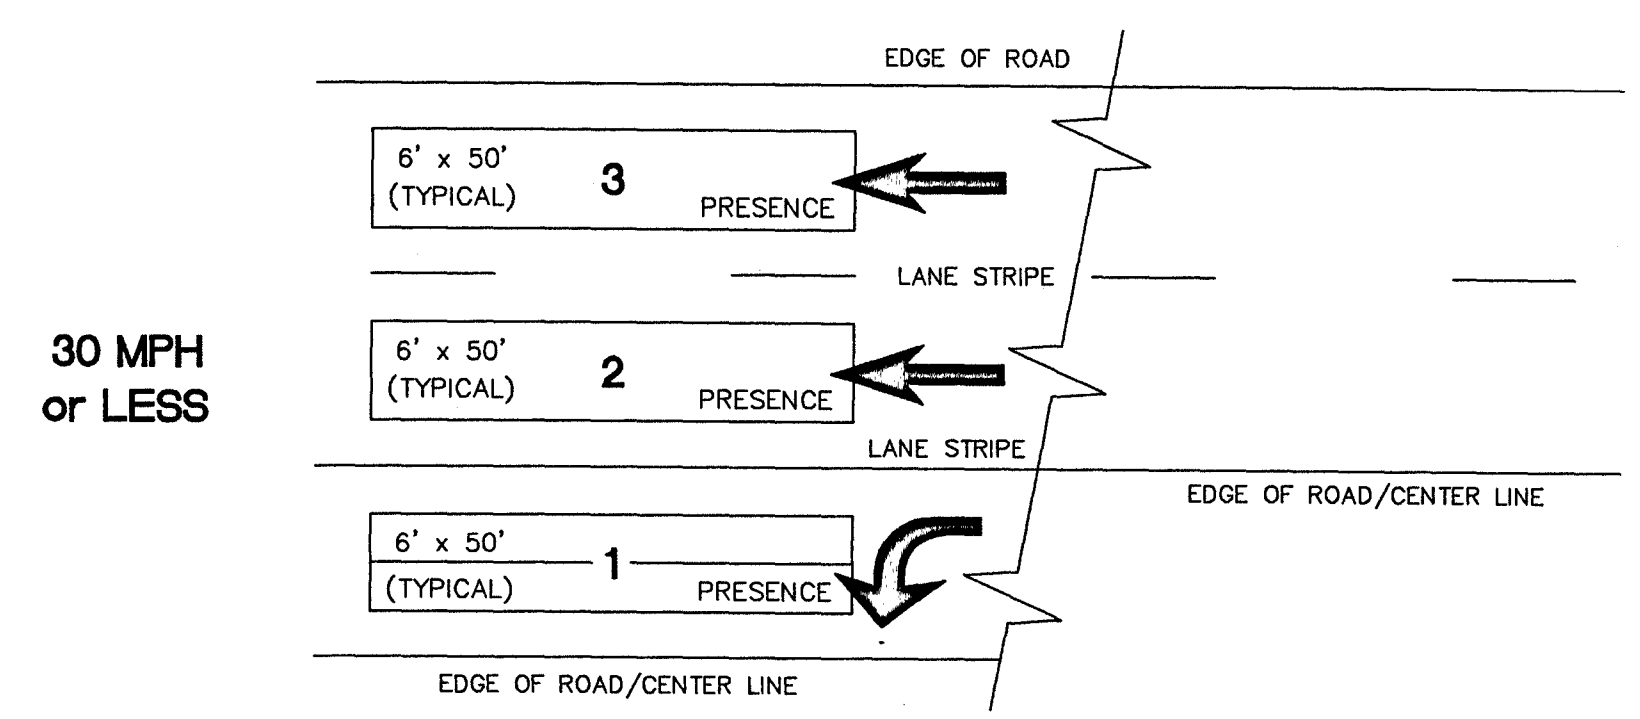 EDGE OF ROAD
6' x 50'
(TYPICAL)
3
PRESENCE
LANE STRIPE
30 MPH
or LESS
6' x 50'
(TYPICAL)
2
PRESENCE
LANE STRIPE
EDGE OF ROAD/CENTER LINE
6' x 50'
(TYPICAL)
1
PRESENCE
EDGE OF ROAD/CENTER LINE